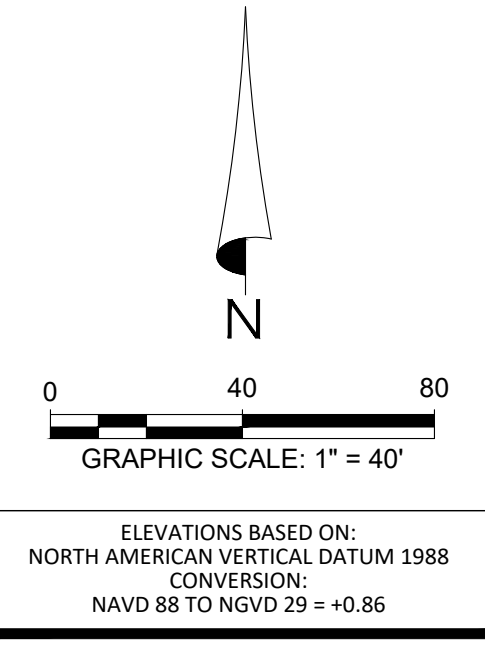 N
0 40 80
GRAPHIC SCALE: 1" = 40'
ELEVATIONS BASED ON:
NORTH AMERICAN VERTICAL DATUM 1988
CONVERSION:
NAVD 88 TO NGVD 29 = +0.86